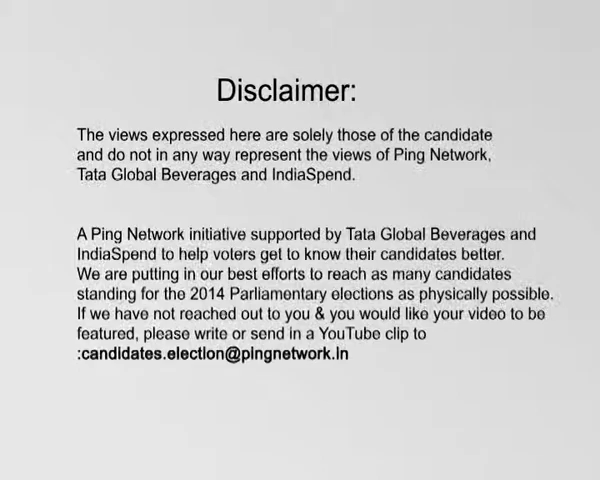 Disclaimer:
The views expressed here are solely those of the candidate
and do not in any way represent the views of Ping Network,
Tata Global Beverages and IndiaSpend.
A Ping Network initiative supported by Tata Global Beverages and
IndiaSpend to help voters get to know their candidates better.
We are putting in our best efforts to reach as many candidates
standing for the 2014 Parliamentary elections as physically possible.
If we have not reached out to you & you would like your video to be
featured, please write or send in a YouTube clip to
:candidates.election@pingnetwork.in